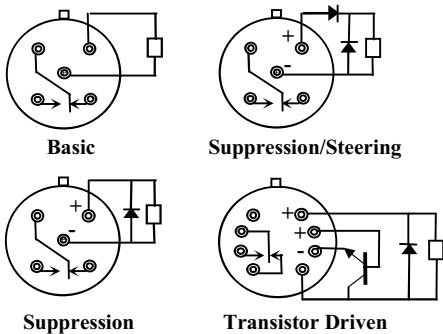 +
-
Basic
Suppression/Steering
+
-
+
+
-
Suppression
Transistor Driven